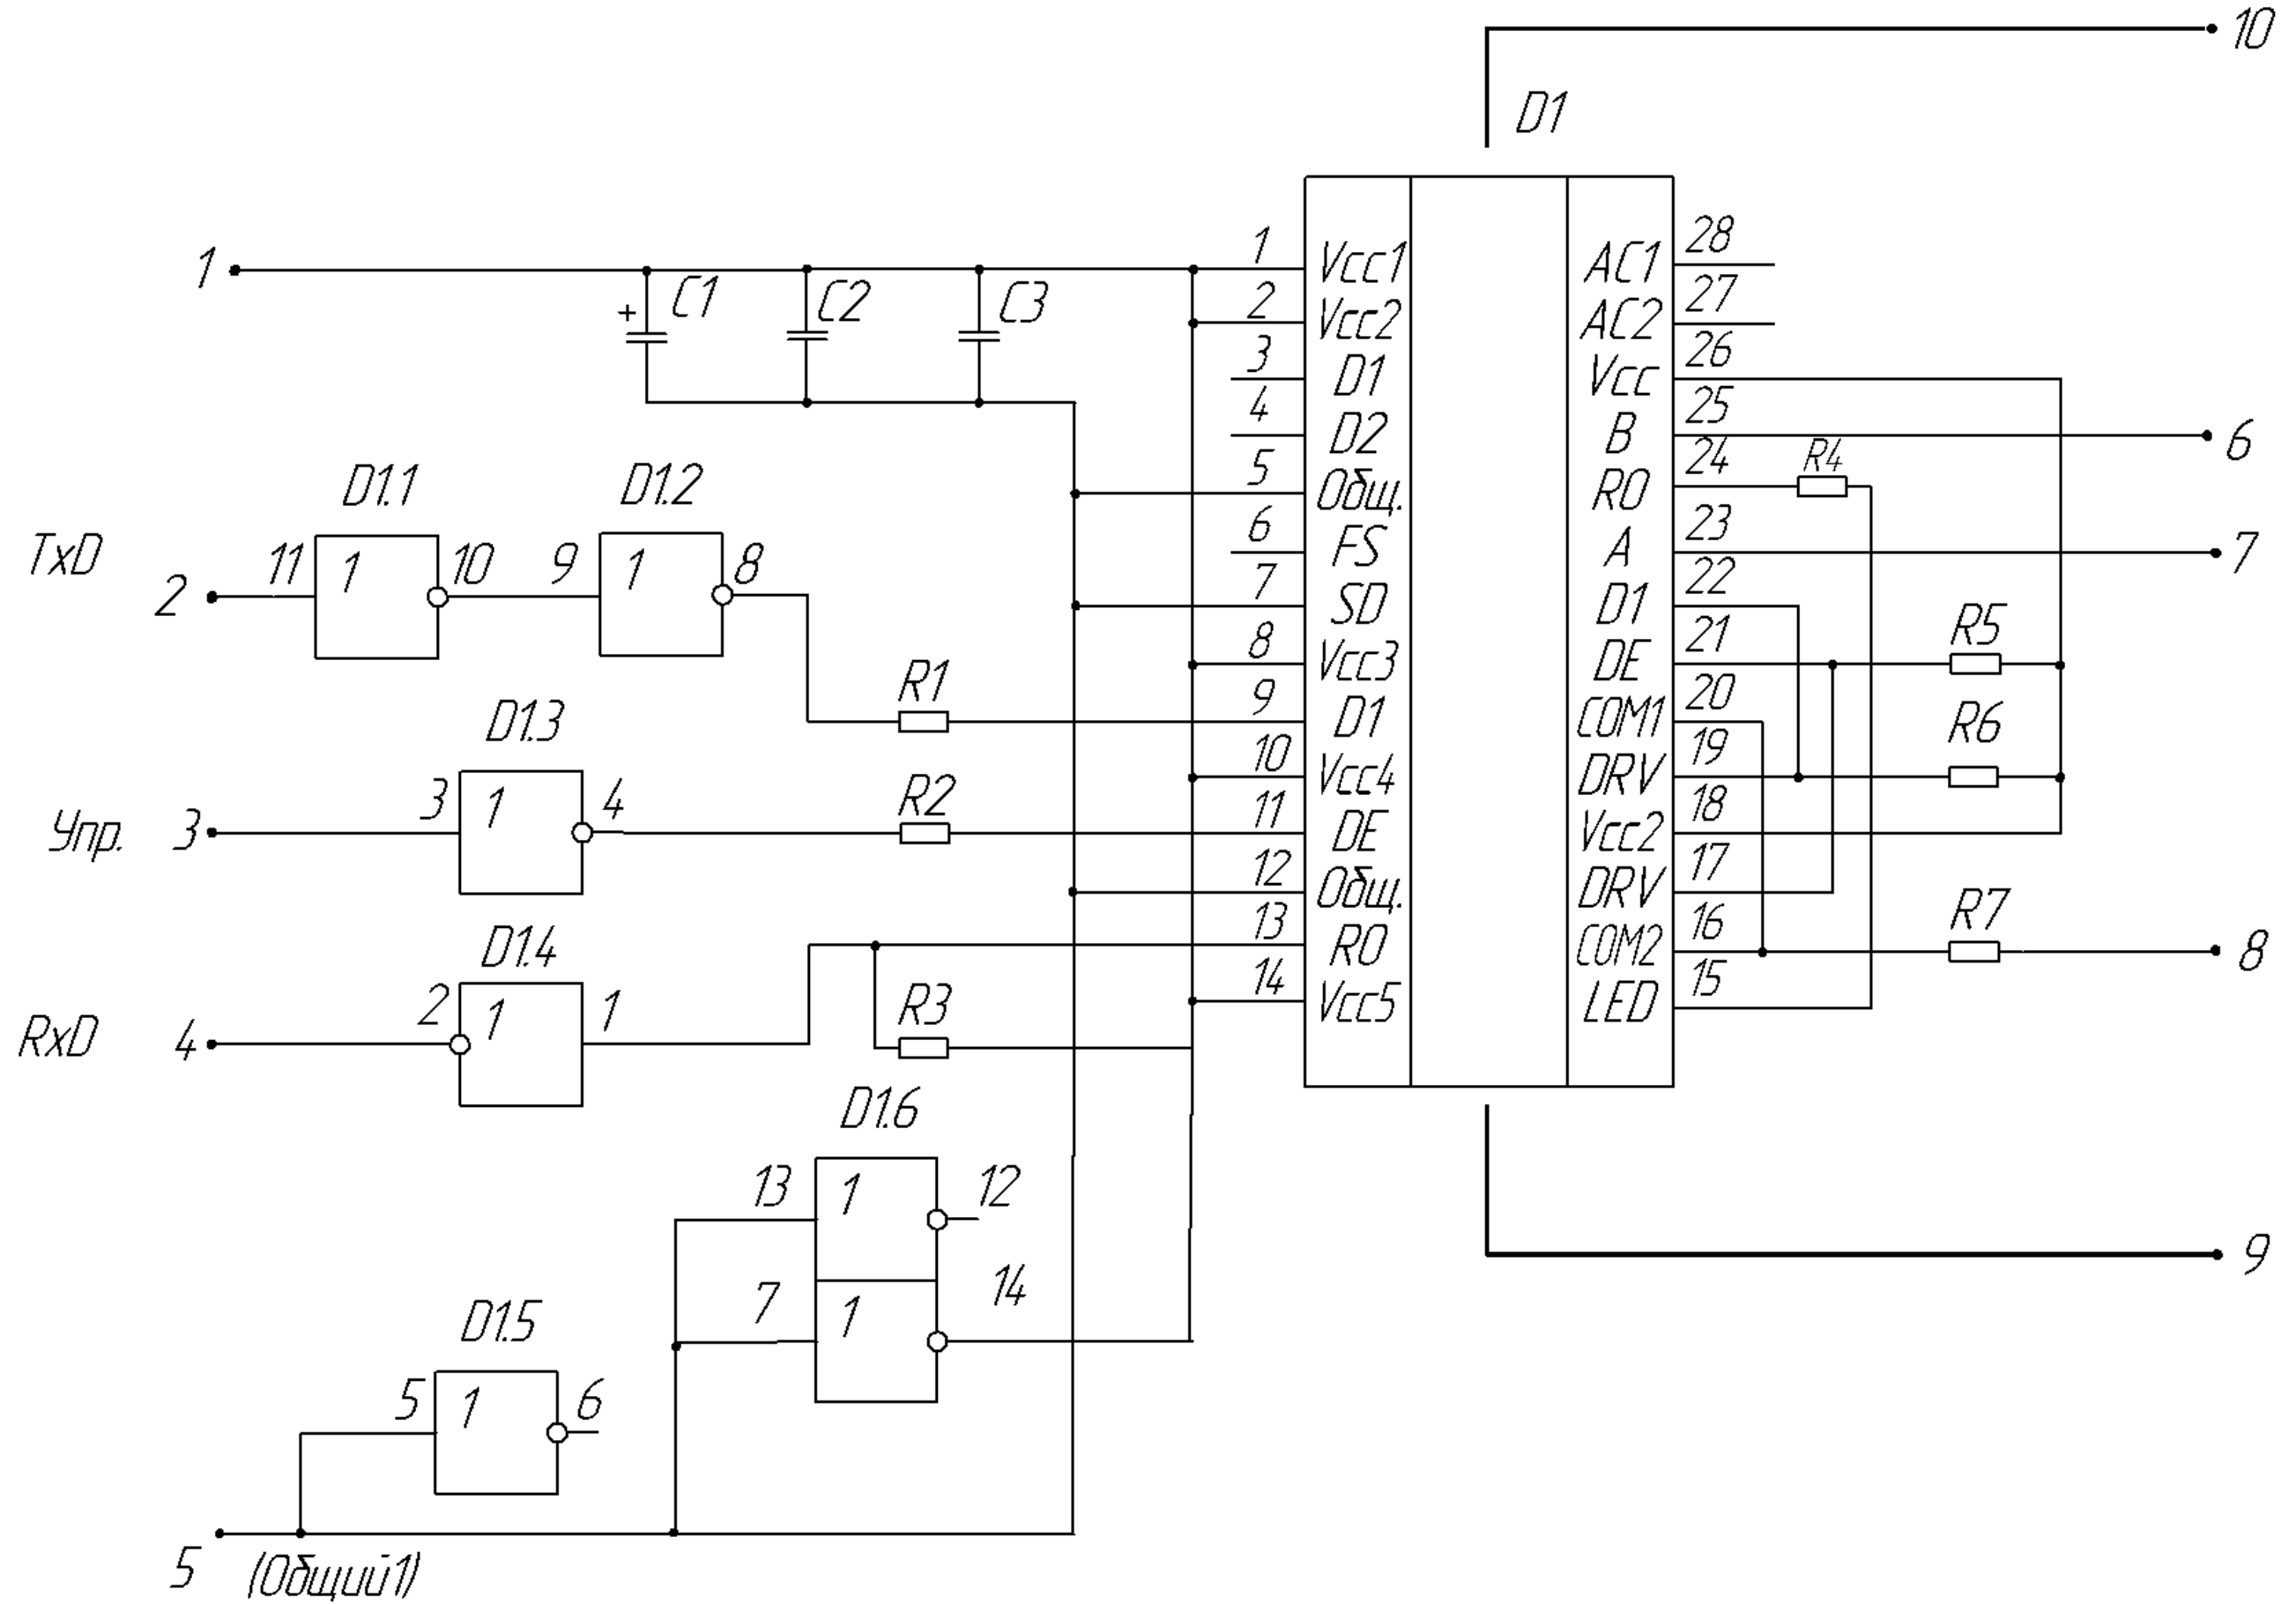 10
D1
1
C1
+
C2
C3
1 Vcc1
2 Vcc2
3 D1
4 D2
5 Общ.
6 FS
7 SD
8 Vcc3
9 D1
10 Vcc4
11 DE
12 Общ.
13 RO
14 Vcc5
AC1 28
AC2 27
Vcc 26
B 25
RO 24
A 23
D1 22
DE 21
COM1 20
DRV 19
Vcc2 18
DRV 17
COM2 16
LED 15
R4
6
7
R5
R6
R7
8
9
D1.1
D1.2
TxD
2
11 1 10
9 1 8
R1
D1.3
Упр. 3
3 1 4
R2
D1.4
RxD 4
2 1 1
R3
D1.6
13 1 12
7 1 14
D1.5
5 1 6
5 (Общий1)